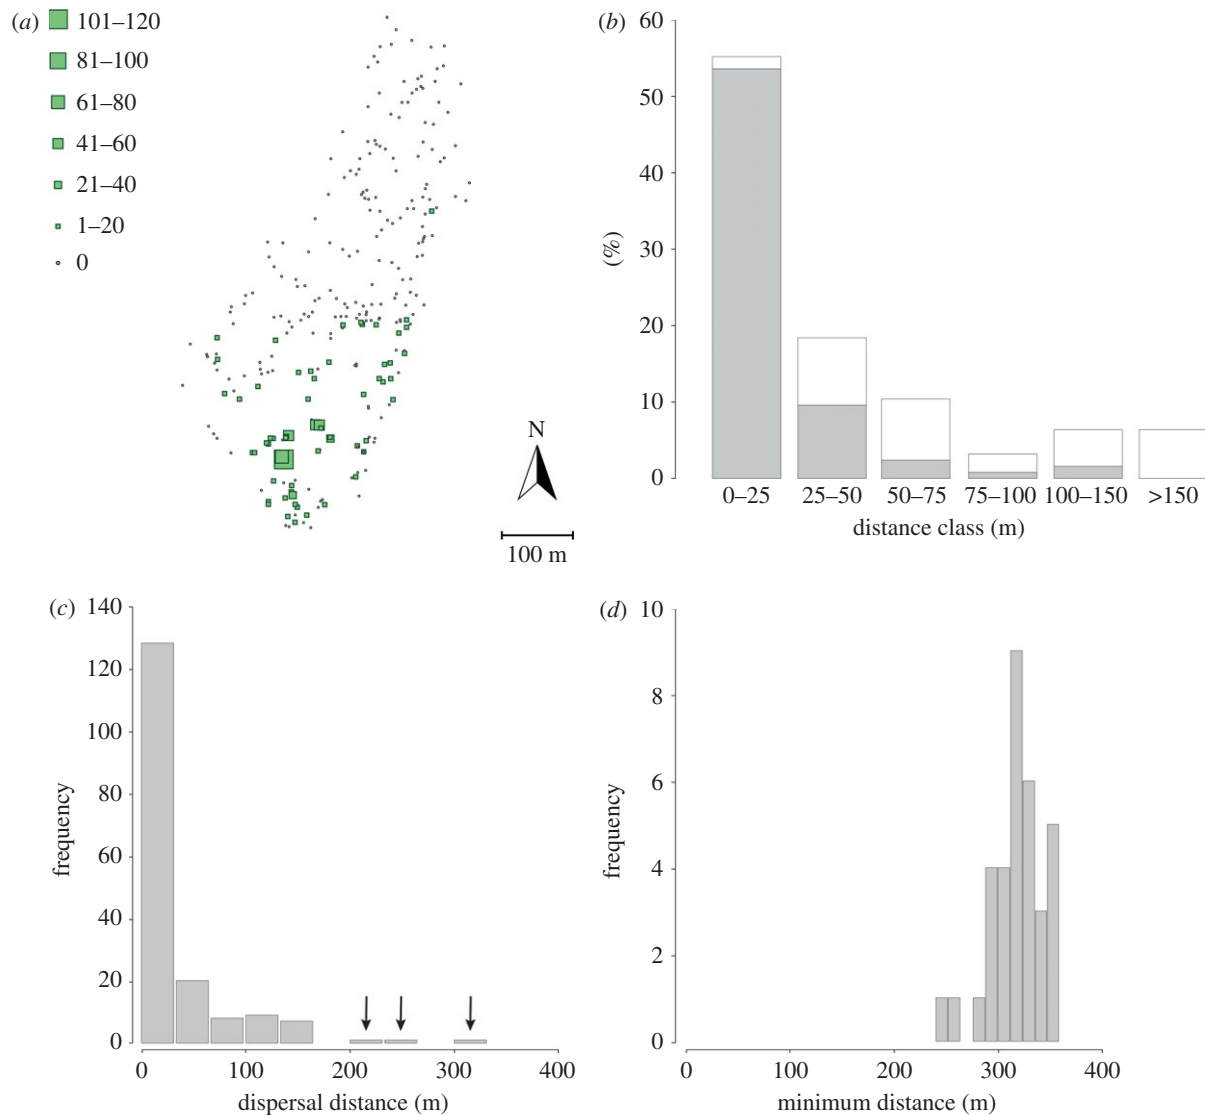 (a)
101–120
81–100
61–80
41–60
21–40
1–20
0
N
100 m
(b)
60
50
40
30
20
10
0
(%)
0–25 25–50 50–75 75–100 100–150 >150
distance class (m)
(c)
140
120
100
80
60
40
20
0
frequency
0 100 200 300 400
dispersal distance (m)
(d)
10
8
6
4
2
0
frequency
0 100 200 300 400
minimum distance (m)